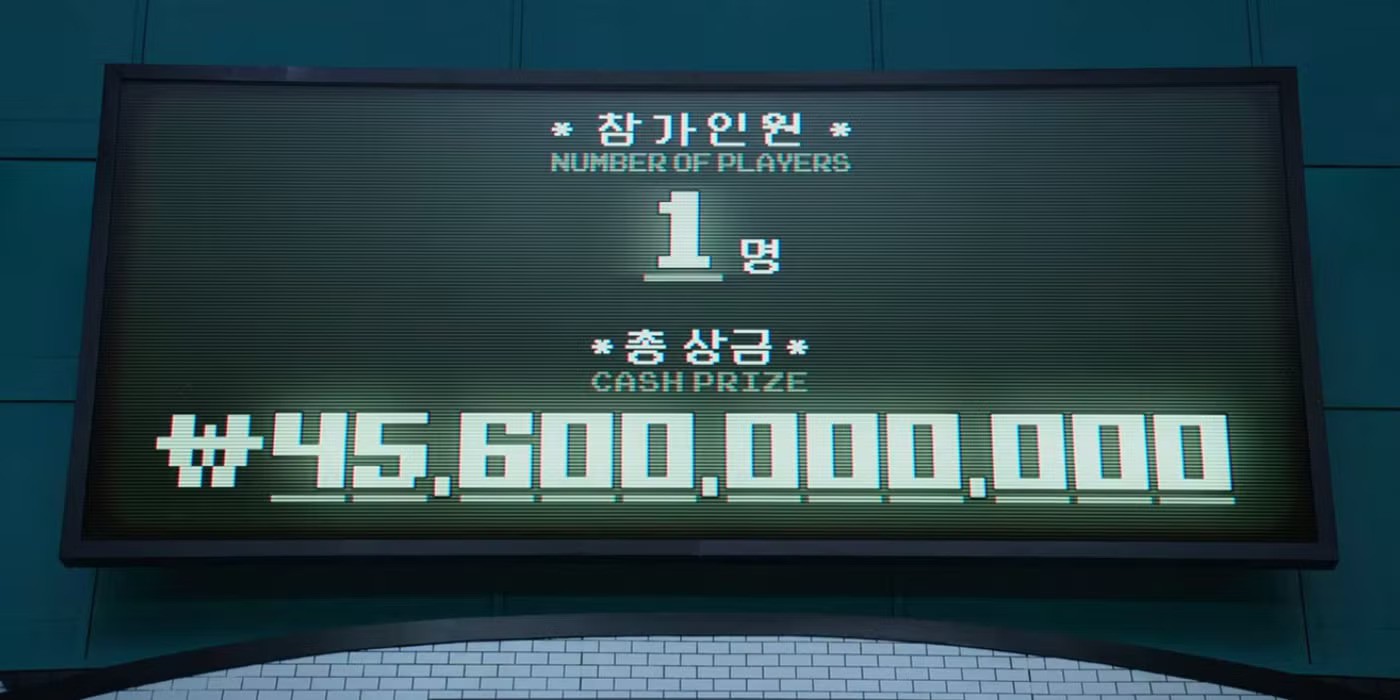 * 참가인원 *
NUMBER OF PLAYERS
1 명
* 총 상금 *
CASH PRIZE
₩45,600,000,000